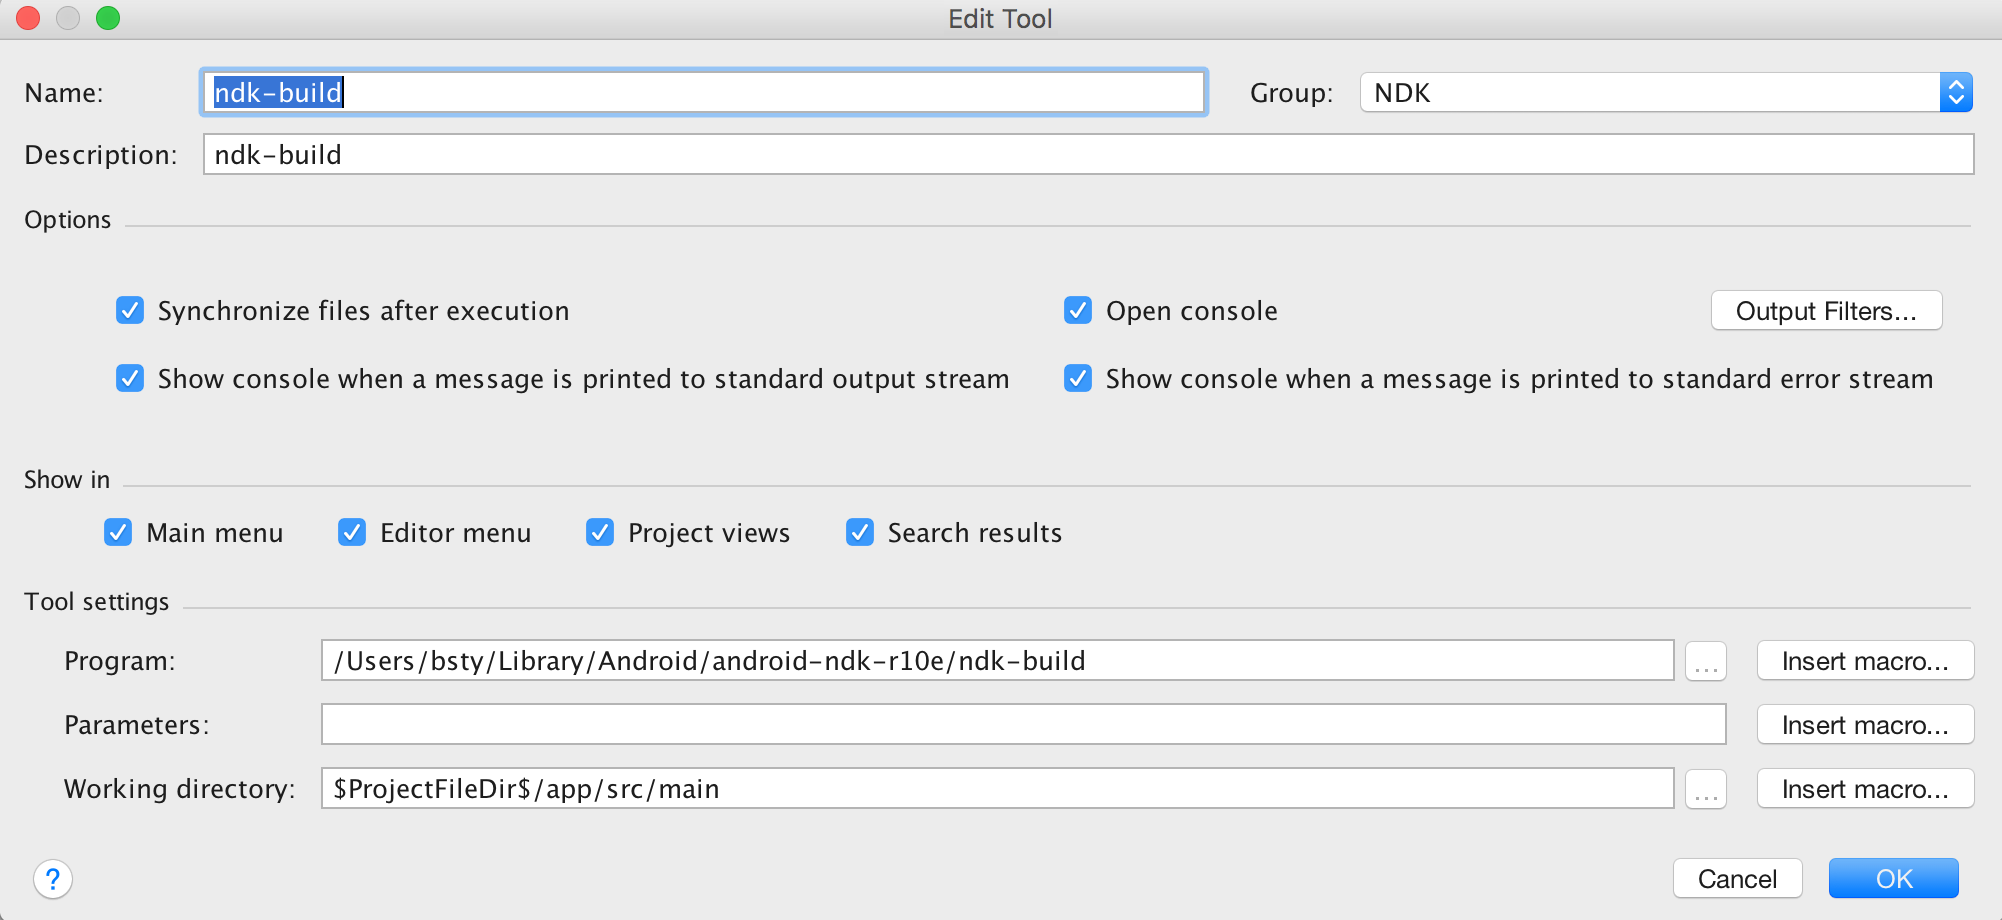 Edit Tool
Name: ndk-build Group: NDK
Description: ndk-build
Options
Synchronize files after execution Open console Output Filters...
Show console when a message is printed to standard output stream Show console when a message is printed to standard error stream
Show in
Main menu Editor menu Project views Search results
Tool settings
Program: /Users/bsty/Library/Android/android-ndk-r10e/ndk-build ... Insert macro...
Parameters: Insert macro...
Working directory: $ProjectFileDir$/app/src/main ... Insert macro...
? Cancel OK